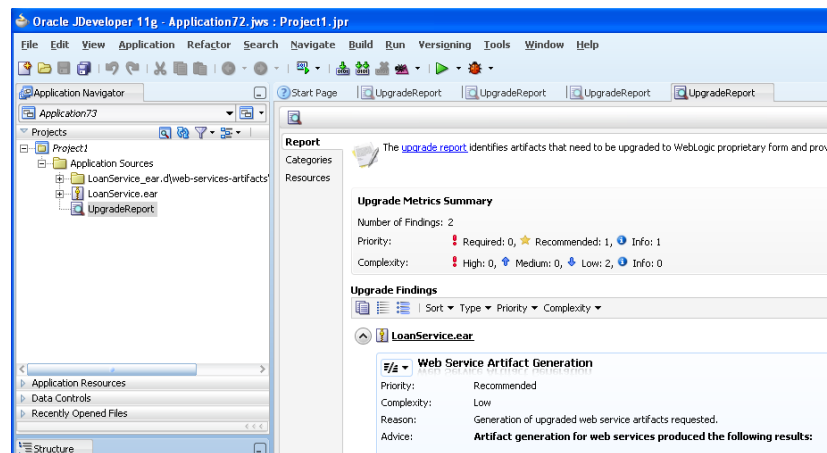 Oracle JDeveloper 11g - Application72.jws : Project1.jpr
File Edit View Application Refactor Search Navigate Build Run Versioning Tools Window Help
Application Navigator
Start Page UpgradeReport UpgradeReport UpgradeReport UpgradeReport
Application73
Projects
Project1
Application Sources
LoanService_ear.d\web-services-artifacts'
LoanService.ear
UpgradeReport
Application Resources
Data Controls
Recently Opened Files
Structure
Report
Categories
Resources
The upgrade report identifies artifacts that need to be upgraded to WebLogic proprietary form and prov
Upgrade Metrics Summary
Number of Findings: 2
Priority: Required: 0, Recommended: 1, Info: 1
Complexity: High: 0, Medium: 0, Low: 2, Info: 0
Upgrade Findings
Sort Type Priority Complexity
LoanService.ear
Web Service Artifact Generation
Priority: Recommended
Complexity: Low
Reason: Generation of upgraded web service artifacts requested.
Advice: Artifact generation for web services produced the following results: